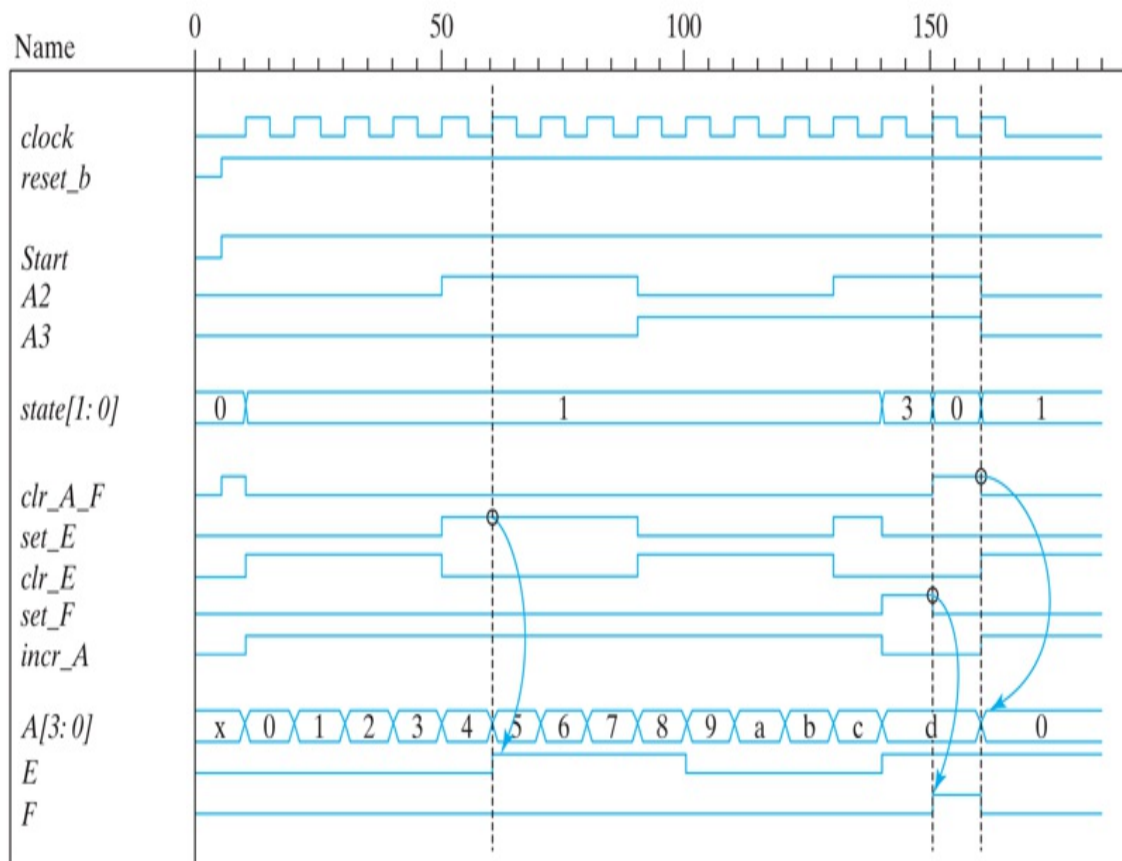 0 50 100 150
Name
clock
reset_b
Start
A2
A3
state[1: 0] 0 1 3 0 1
clr_A_F
set_E
clr_E
set_F
incr_A
A[3: 0] x 0 1 2 3 4 5 6 7 8 9 a b c d 0
E
F